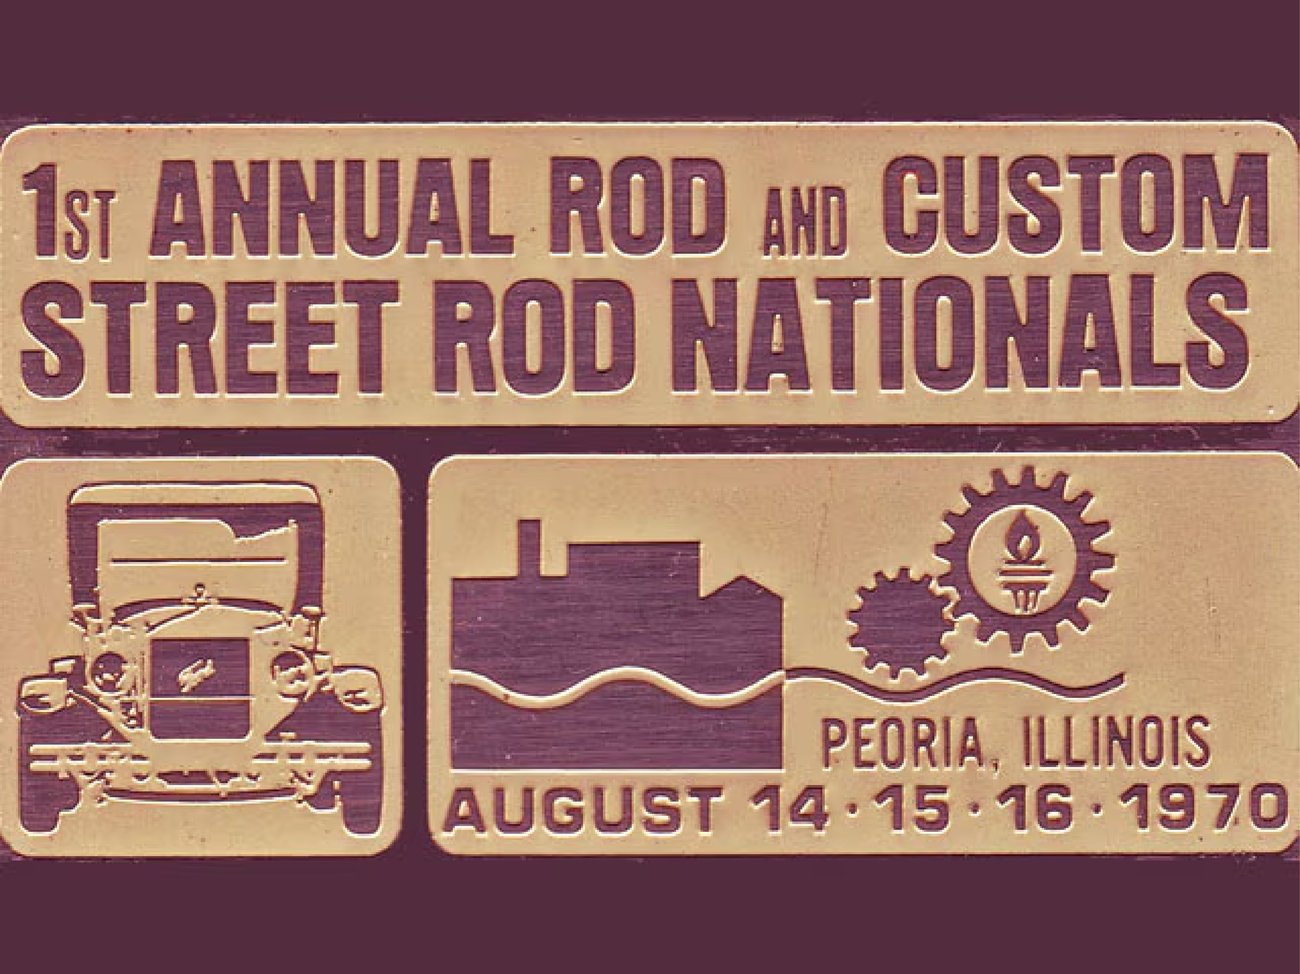 1ST ANNUAL ROD AND CUSTOM
STREET ROD NATIONALS
PEORIA, ILLINOIS
AUGUST 14 · 15 · 16 · 1970